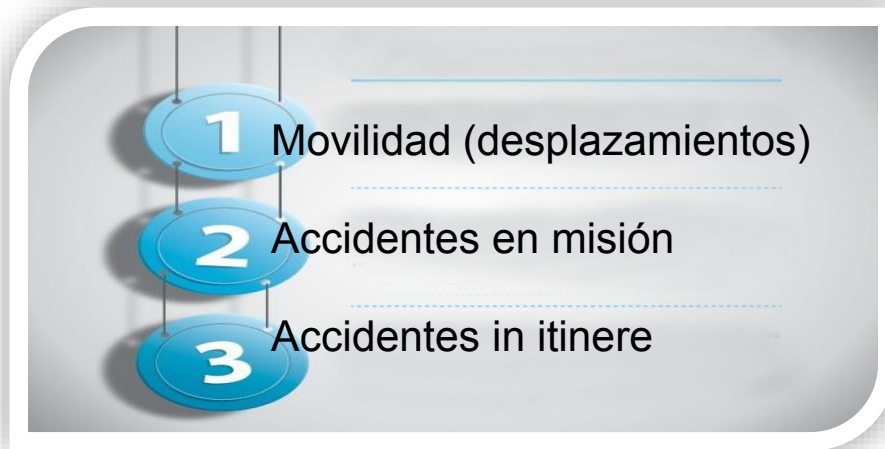 1 Movilidad (desplazamientos)
2 Accidentes en misión
3 Accidentes in itinere